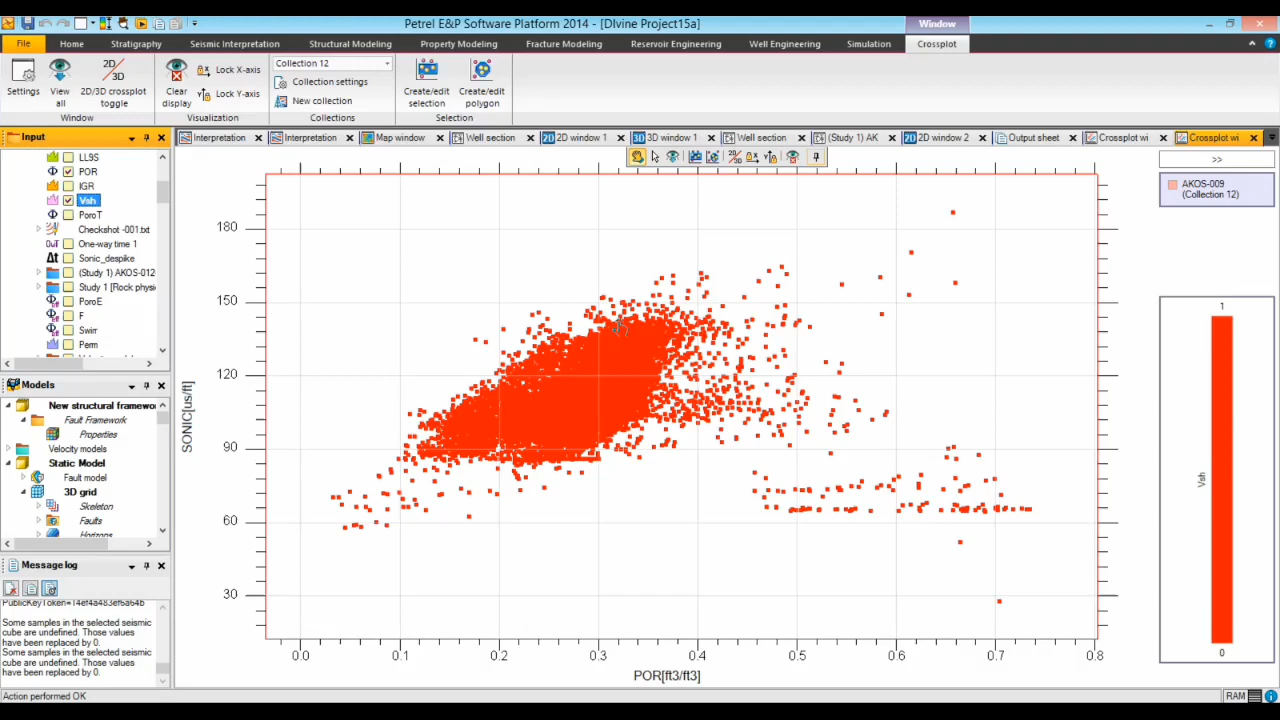 Petrel E&P Software Platform 2014 - [DIvine Project15a]
Window
File
Home
Stratigraphy
Seismic Interpretation
Structural Modeling
Property Modeling
Fracture Modeling
Reservoir Engineering
Well Engineering
Simulation
Crossplot
Settings
View all
2D/3D crossplot toggle
Window
Clear display
Lock X-axis
Lock Y-axis
Visualization
Collection 12
Collection settings
New collection
Collections
Create/edit selection
Create/edit polygon
Selection
Input
Interpretation
Interpretation
Map window
Well section
2D window 1
3D window 1
Well section
(Study 1) AK
2D window 2
Output sheet
Crossplot wi
Crossplot wi
LL9S
POR
IGR
Vsh
PoroT
Checkshot -001.txt
One-way time 1
Sonic_despike
(Study 1) AKOS-012
Study 1 [Rock physi
PoroE
F
Swirr
Perm
Models
New structural framewo
Fault Framework
Properties
Velocity models
Static Model
Fault model
3D grid
Skeleton
Faults
Horizons
Message log
PublicKeyToken=14ef4a483ef6a64b
Some samples in the selected seismic
cube are undefined. Those values
have been replaced by 0.
Some samples in the selected seismic
cube are undefined. Those values
have been replaced by 0.
Action performed OK
SONIC[us/ft]
180
150
120
90
60
30
0.0 0.1 0.2 0.3 0.4 0.5 0.6 0.7 0.8
POR[ft3/ft3]
>>
AKOS-009
(Collection 12)
1
Vsh
0
RAM